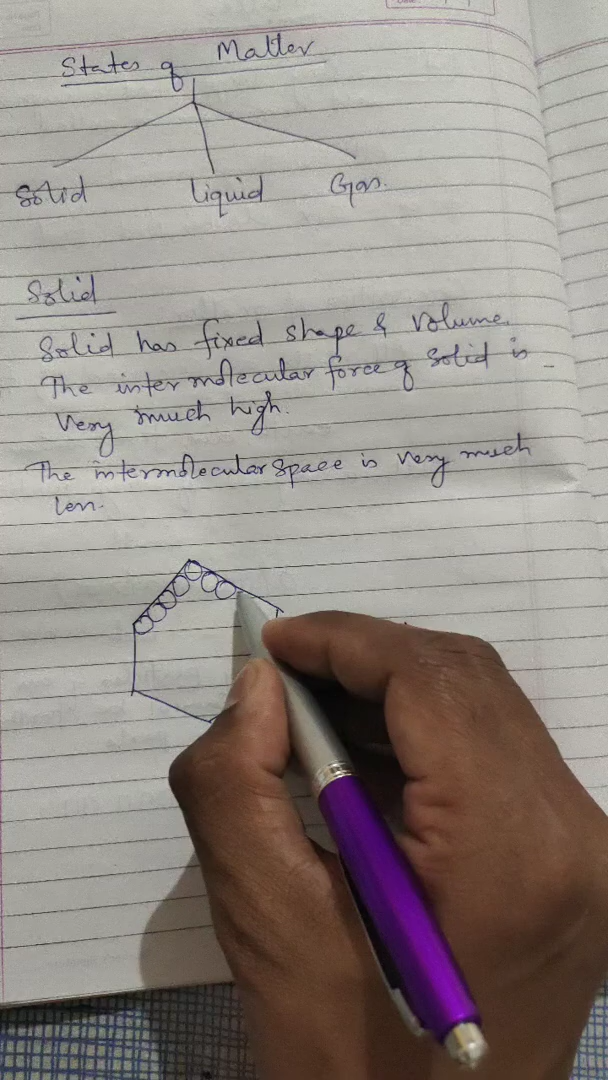 States of Matter
Solid Liquid Gas.
Solid
Solid has fixed shape & volume.
The intermolecular force of solid is
very much high.
The intermolecular space is very much
less.